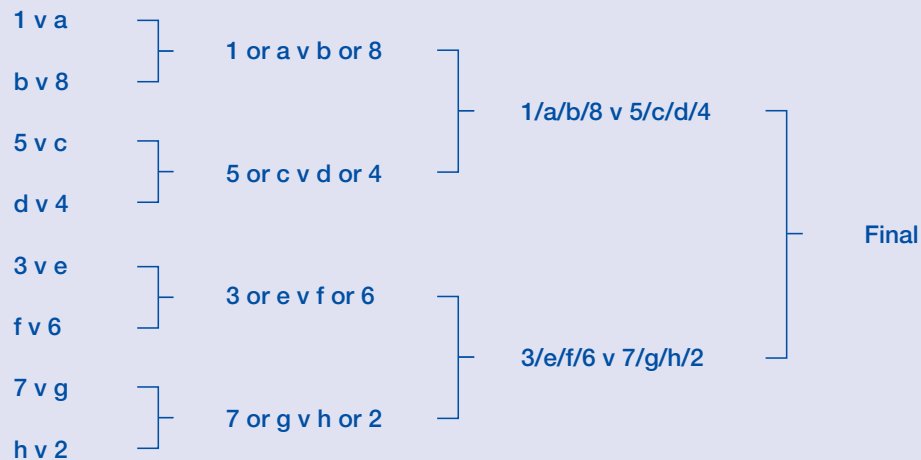 1 v a
b v 8
5 v c
d v 4
3 v e
f v 6
7 v g
h v 2
1 or a v b or 8
5 or c v d or 4
3 or e v f or 6
7 or g v h or 2
1/a/b/8 v 5/c/d/4
3/e/f/6 v 7/g/h/2
Final